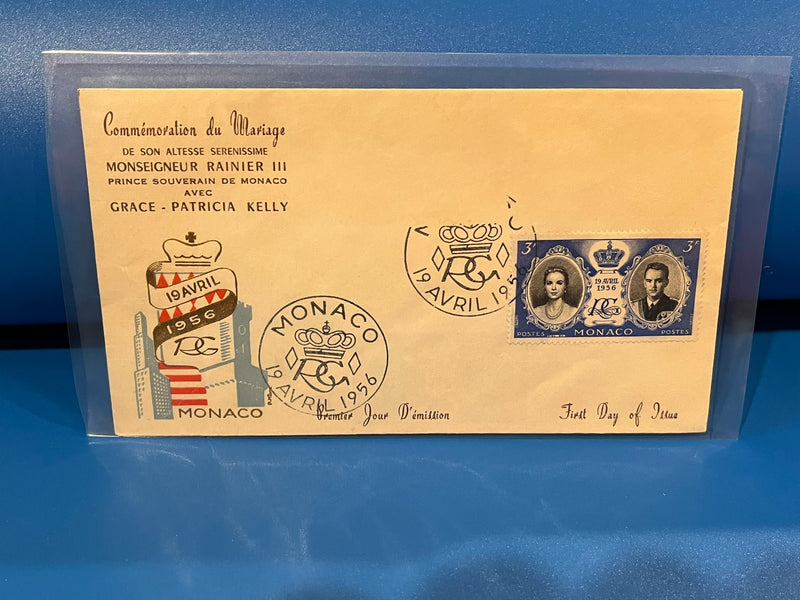 Commémoration du Mariage
DE SON ALTESSE SERENISSIME
MONSEIGNEUR RAINIER III
PRINCE SOUVERAIN DE MONACO
AVEC
GRACE - PATRICIA KELLY
19 AVRIL
1956
RG
MONACO
MONACO
RG
19 AVRIL 1956
RG
19 AVRIL 1956
3F
3F
19 AVRIL
1956
RG
POSTES
MONACO
POSTES
Premier Jour D'émission
First Day of Issue